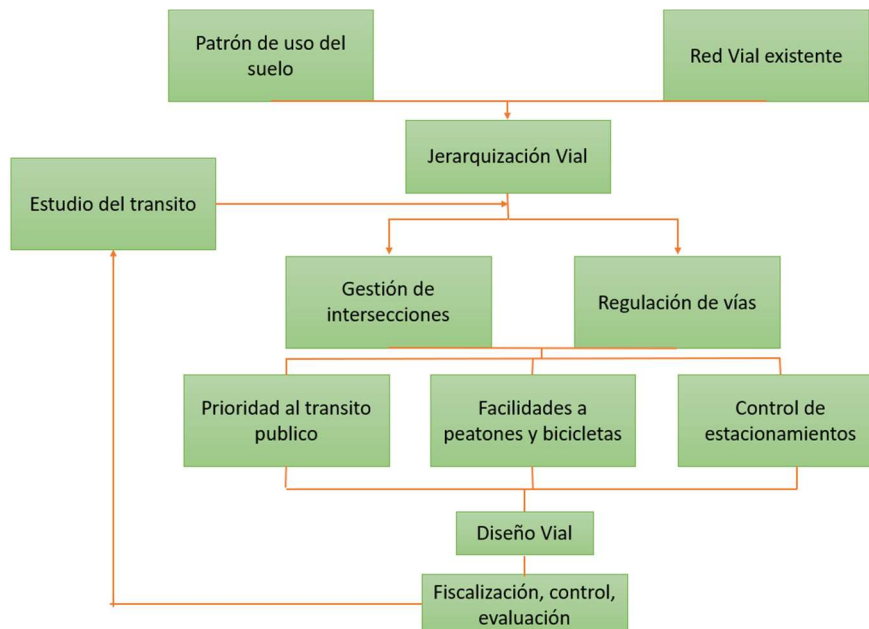 Patrón de uso del
suelo
Red Vial existente
Jerarquización Vial
Estudio del transito
Gestión de
intersecciones
Regulación de vías
Prioridad al transito
publico
Facilidades a
peatones y bicicletas
Control de
estacionamientos
Diseño Vial
Fiscalización, control,
evaluación